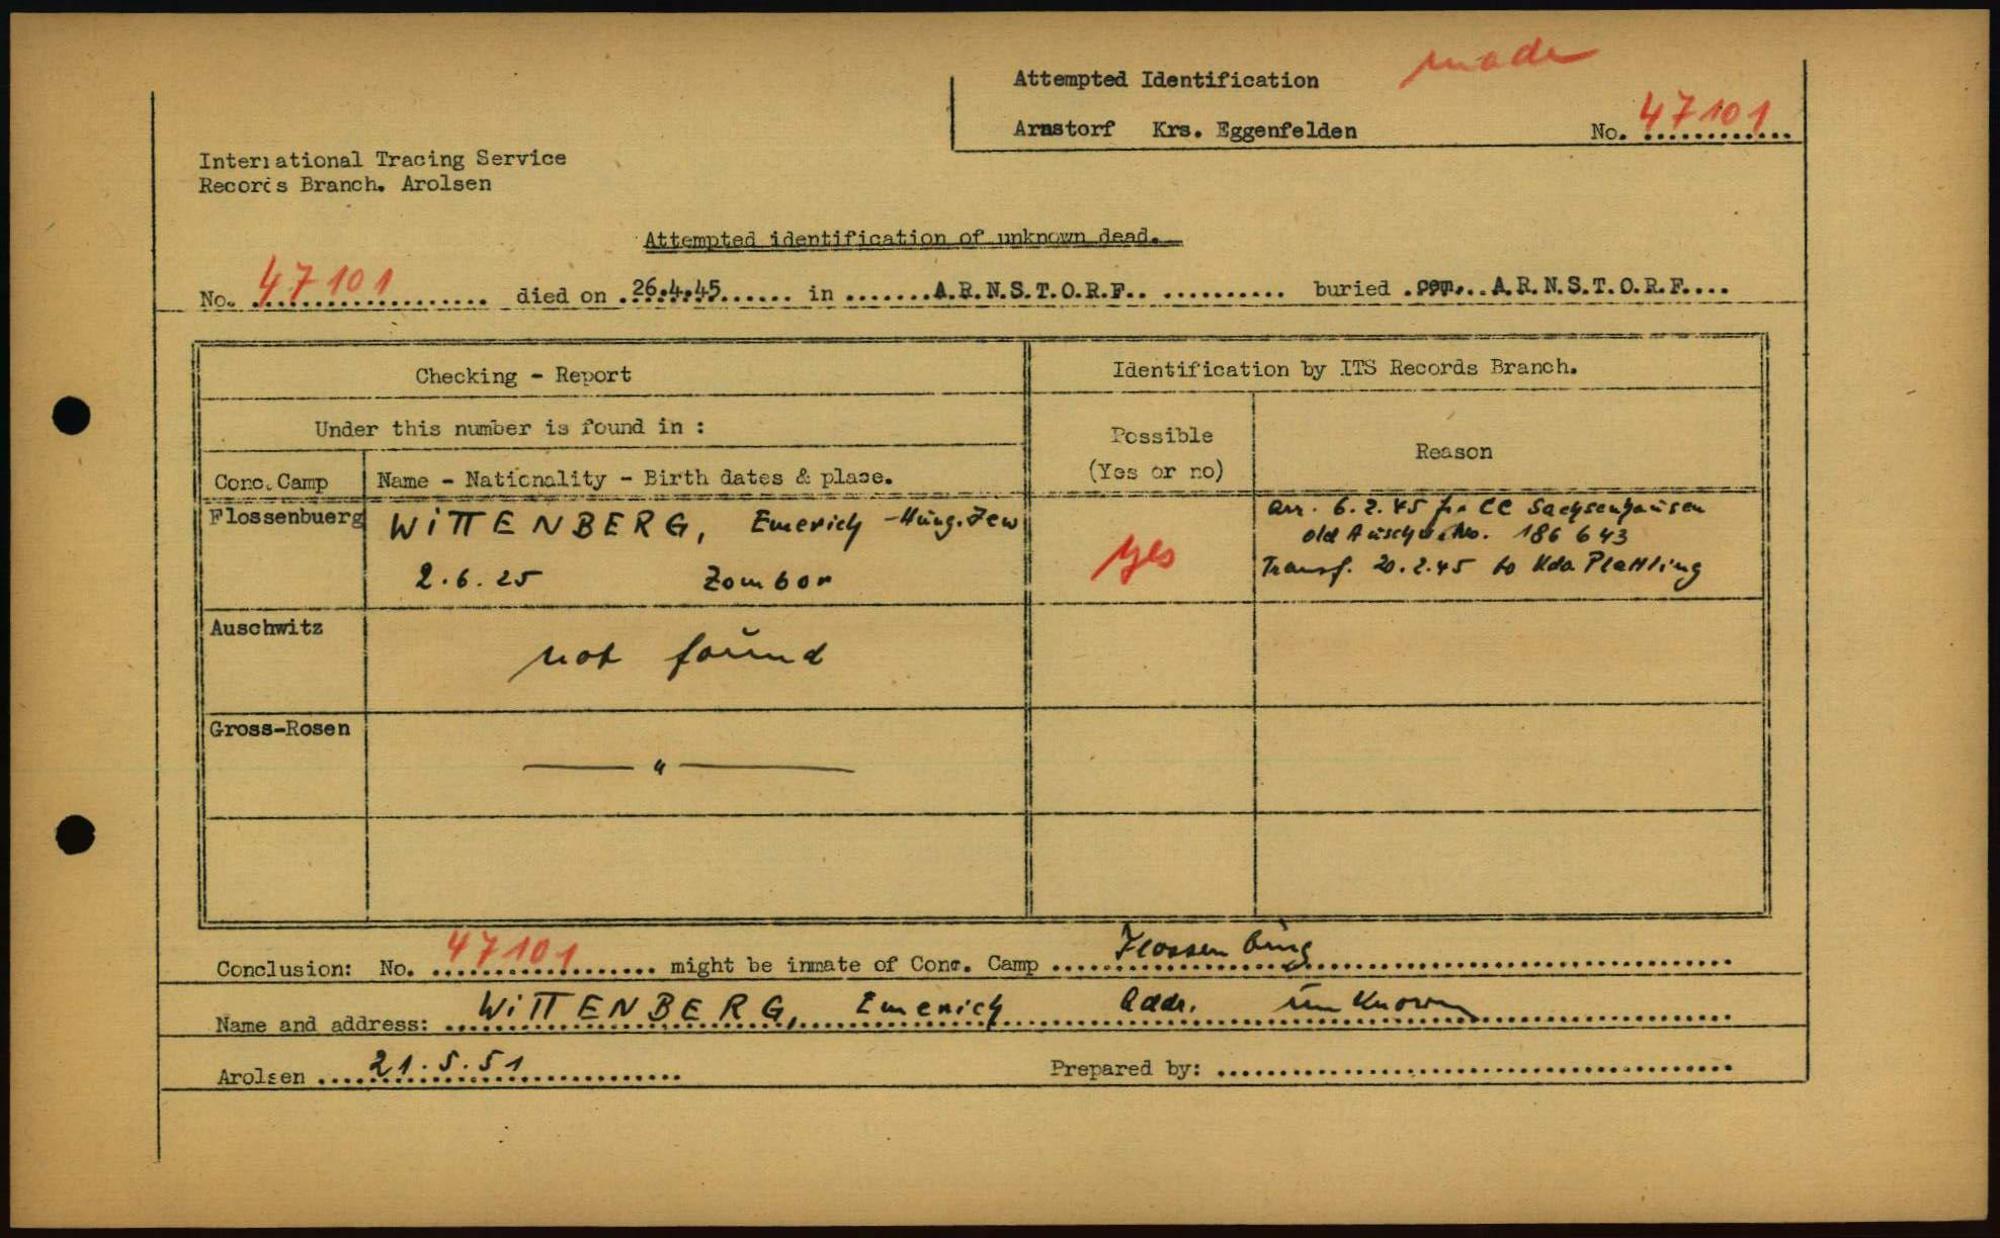 made
Attempted Identification
Arnstorf Krs. Eggenfelden No. 47101
International Tracing Service
Records Branch. Arolsen
Attempted identification of unknown dead.
No. 47101 died on 26.4.45 in A.R.N.S.T.O.R.F. buried cem. A.R.N.S.T.O.R.F.
Checking - Report Identification by ITS Records Branch.
Under this number is found in :
Possible (Yes or no) Reason
Conc. Camp Name - Nationality - Birth dates & place.
Flossenbuerg WITTENBERG, Emerich - Hung. Jew
2.6.25 Zombor
yes
arr. 6.2.45 fr. CC Sachsenhausen
old Auschw. No. 186 643
Transf. 20.2.45 to Kdo Plattling
Auschwitz not found
Gross-Rosen — " —
Conclusion: No. 47101 might be inmate of Conc. Camp Flossenbürg
Name and address: WITTENBERG, Emerich Addr. unknown
Arolsen 21.5.51 Prepared by: